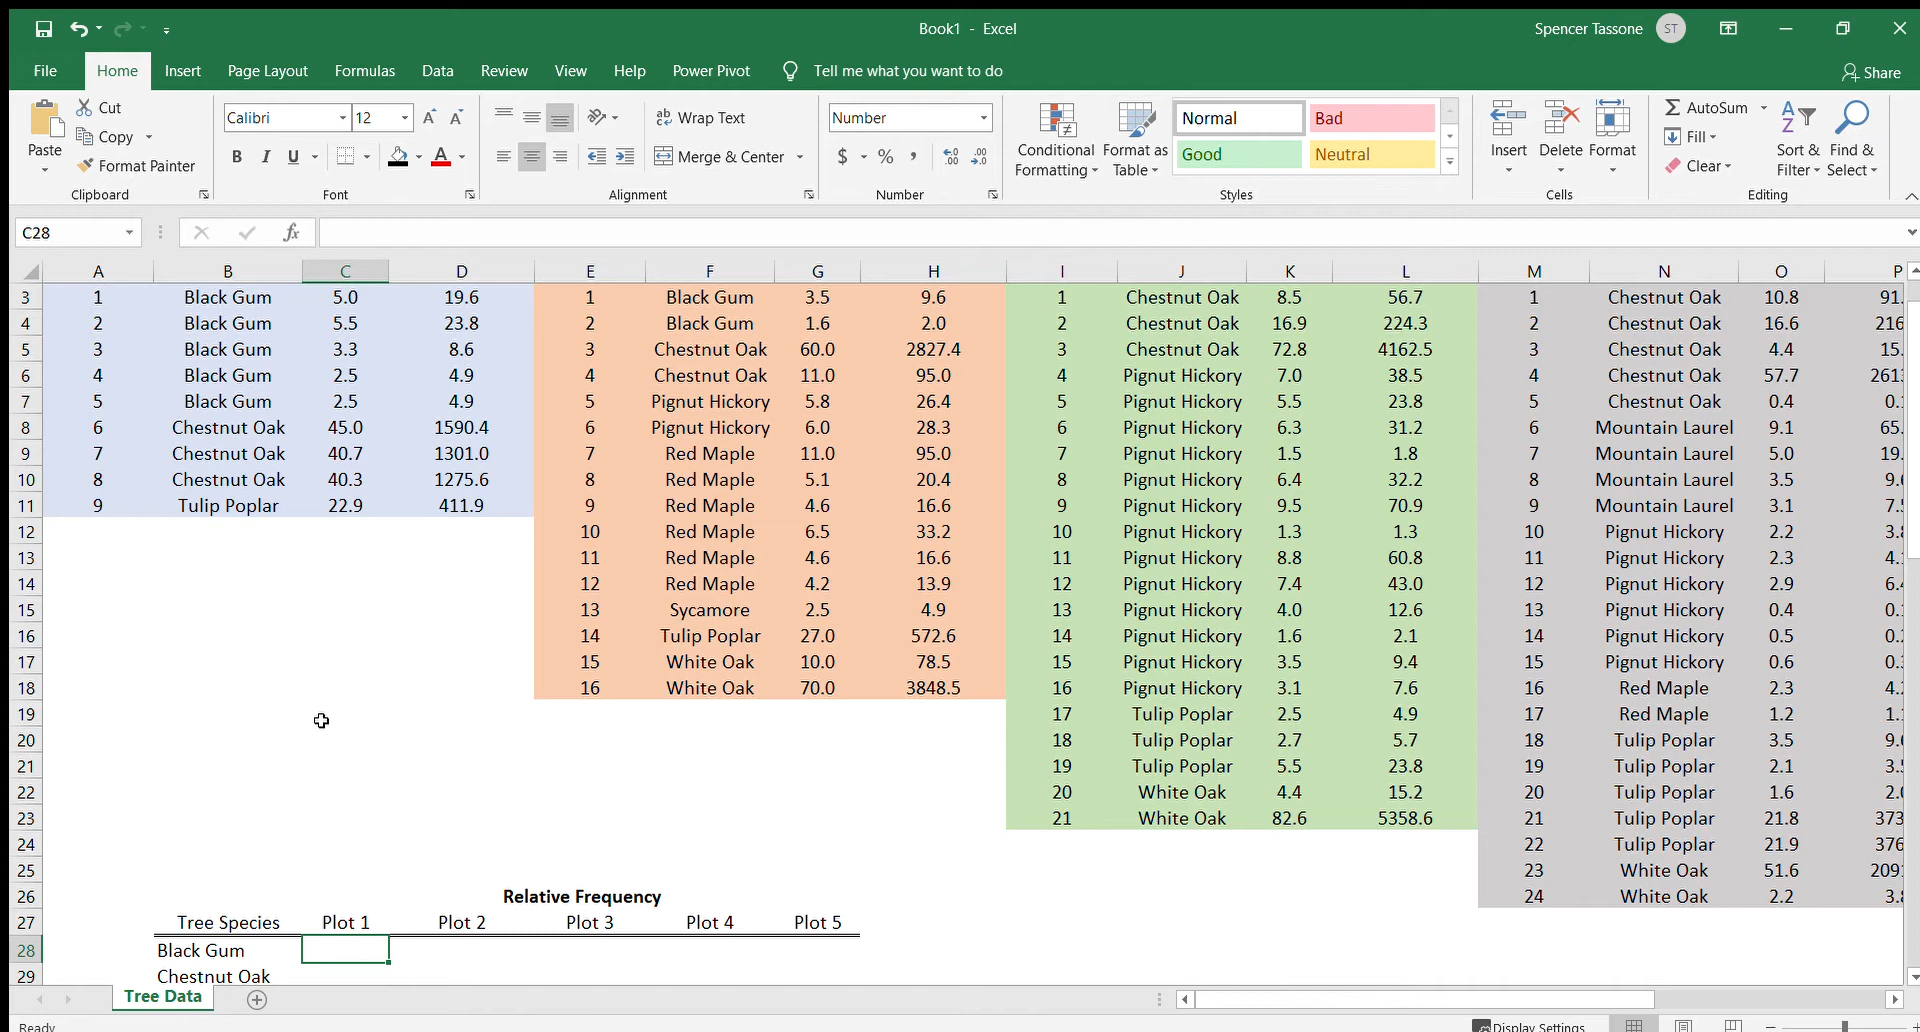 Book1 - Excel
Spencer Tassone ST
File Home Insert Page Layout Formulas Data Review View Help Power Pivot Tell me what you want to do Share
Paste Cut Copy Format Painter
Clipboard
Calibri 12
B I U A
Font
Wrap Text
Merge & Center
Alignment
Number
$ % ,
Number
Conditional Formatting
Format as Table
Normal Bad
Good Neutral
Styles
Insert Delete Format
Cells
AutoSum
Fill
Clear
Sort & Filter
Find & Select
Editing
C28 fx
A B C D E F G H I J K L M N O P
3 1 Black Gum 5.0 19.6 1 Black Gum 3.5 9.6 1 Chestnut Oak 8.5 56.7 1 Chestnut Oak 10.8 91.
4 2 Black Gum 5.5 23.8 2 Black Gum 1.6 2.0 2 Chestnut Oak 16.9 224.3 2 Chestnut Oak 16.6 216
5 3 Black Gum 3.3 8.6 3 Chestnut Oak 60.0 2827.4 3 Chestnut Oak 72.8 4162.5 3 Chestnut Oak 4.4 15.
6 4 Black Gum 2.5 4.9 4 Chestnut Oak 11.0 95.0 4 Pignut Hickory 7.0 38.5 4 Chestnut Oak 57.7
7 5 Black Gum 2.5 4.9 5 Pignut Hickory 5.8 26.4 5 Pignut Hickory 5.5 23.8 5 Chestnut Oak 0.4 0.
8 6 Chestnut Oak 45.0 1590.4 6 Pignut Hickory 6.0 28.3 6 Pignut Hickory 6.3 31.2 6 Mountain Laurel 9.1 65.
9 7 Chestnut Oak 40.7 1301.0 7 Red Maple 11.0 95.0 7 Pignut Hickory 1.5 1.8 7 Mountain Laurel 5.0 19.
10 8 Chestnut Oak 40.3 1275.6 8 Red Maple 5.1 20.4 8 Pignut Hickory 6.4 32.2 8 Mountain Laurel 3.5 9.
11 9 Tulip Poplar 22.9 411.9 9 Red Maple 4.6 16.6 9 Pignut Hickory 9.5 70.9 9 Mountain Laurel 3.1 7.
12 10 Red Maple 6.5 33.2 10 Pignut Hickory 1.3 1.3 10 Pignut Hickory 2.2 3.
13 11 Red Maple 4.6 16.6 11 Pignut Hickory 8.8 60.8 11 Pignut Hickory 2.3 4.
14 12 Red Maple 4.2 13.9 12 Pignut Hickory 7.4 43.0 12 Pignut Hickory 2.9 6.
15 13 Sycamore 2.5 4.9 13 Pignut Hickory 4.0 12.6 13 Pignut Hickory 0.4 0.
16 14 Tulip Poplar 27.0 572.6 14 Pignut Hickory 1.6 2.1 14 Pignut Hickory 0.5 0.
17 15 White Oak 10.0 78.5 15 Pignut Hickory 3.5 9.4 15 Pignut Hickory 0.6 0.
18 16 White Oak 70.0 3848.5 16 Pignut Hickory 3.1 7.6 16 Red Maple 2.3 4.
19 17 Tulip Poplar 2.5 4.9 17 Red Maple 1.2 1.
20 18 Tulip Poplar 2.7 5.7 18 Tulip Poplar 3.5 9.
21 19 Tulip Poplar 5.5 23.8 19 Tulip Poplar 2.1 3.
22 20 White Oak 4.4 15.2 20 Tulip Poplar 1.6 2.
23 21 White Oak 82.6 5358.6 21 Tulip Poplar 21.8 373
24 22 Tulip Poplar 21.9 376
25 23 White Oak 51.6 209
26 Relative Frequency 24 White Oak 2.2 3.
27 Tree Species Plot 1 Plot 2 Plot 3 Plot 4 Plot 5
28 Black Gum
29 Chestnut Oak
Tree Data
Ready Display Settings